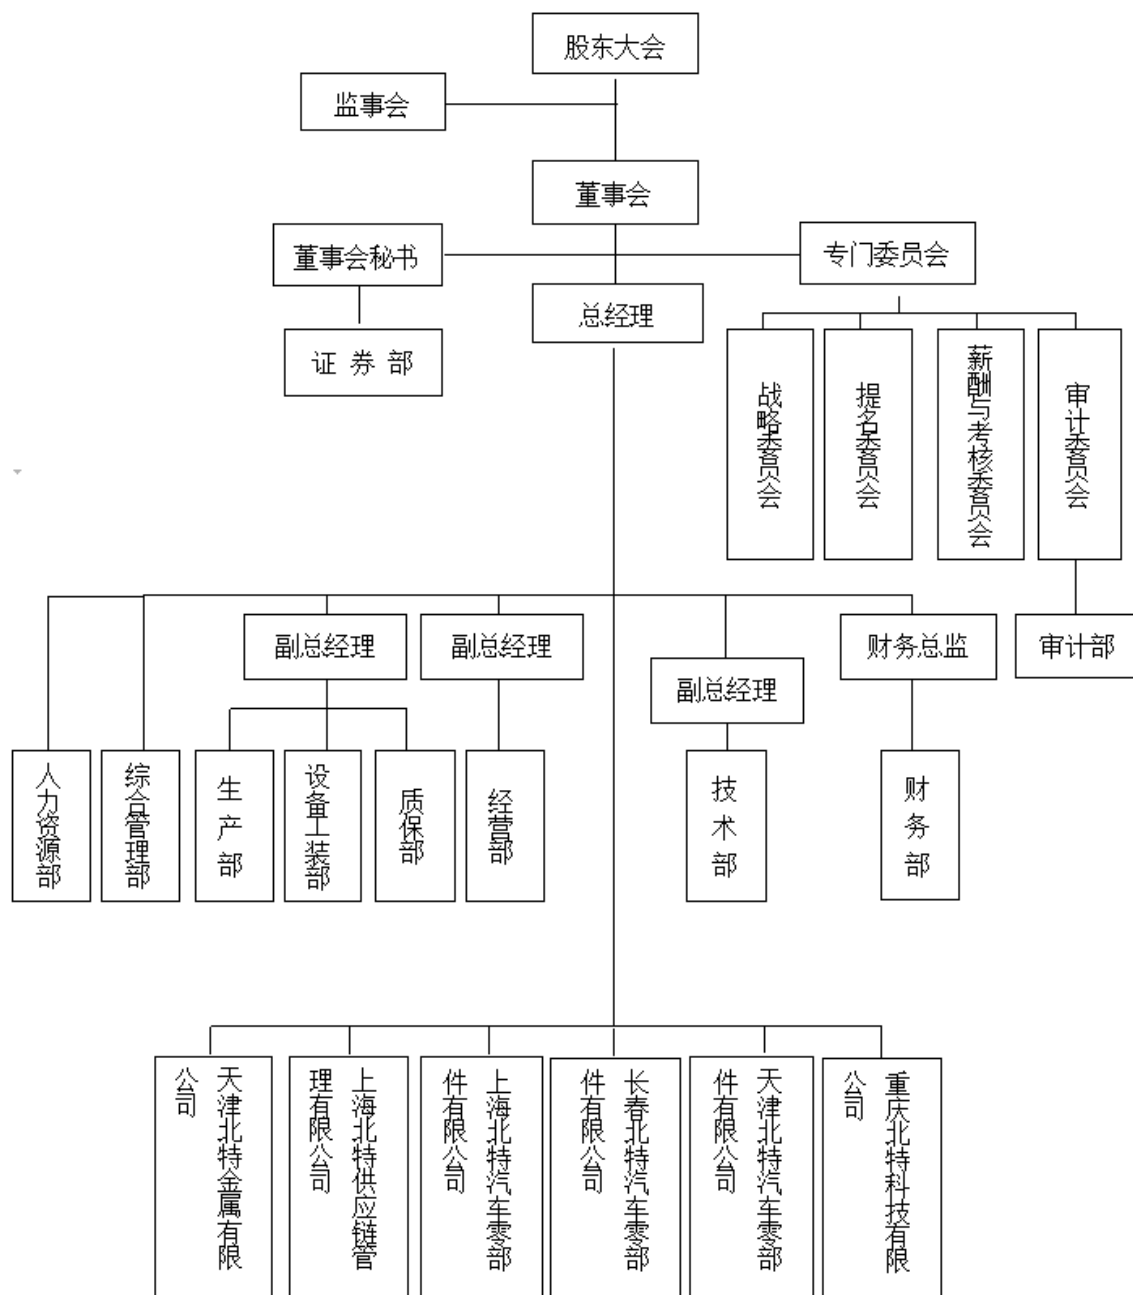 股东大会
监事会
董事会
董事会秘书
专门委员会
总经理
证 券 部
战略委员会
提名委员会
薪酬与考核委员会
审计委员会
副总经理
副总经理
副总经理
财务总监
审计部
人力资源部
综合管理部
生产部
设备工装部
质保部
经营部
技术部
财务部
天津北特金属有限
公司
上海北特供应链管
理有限公司
上海北特汽车零部
件有限公司
长春北特汽车零部
件有限公司
天津北特汽车零部
件有限公司
重庆北特科技有限
公司